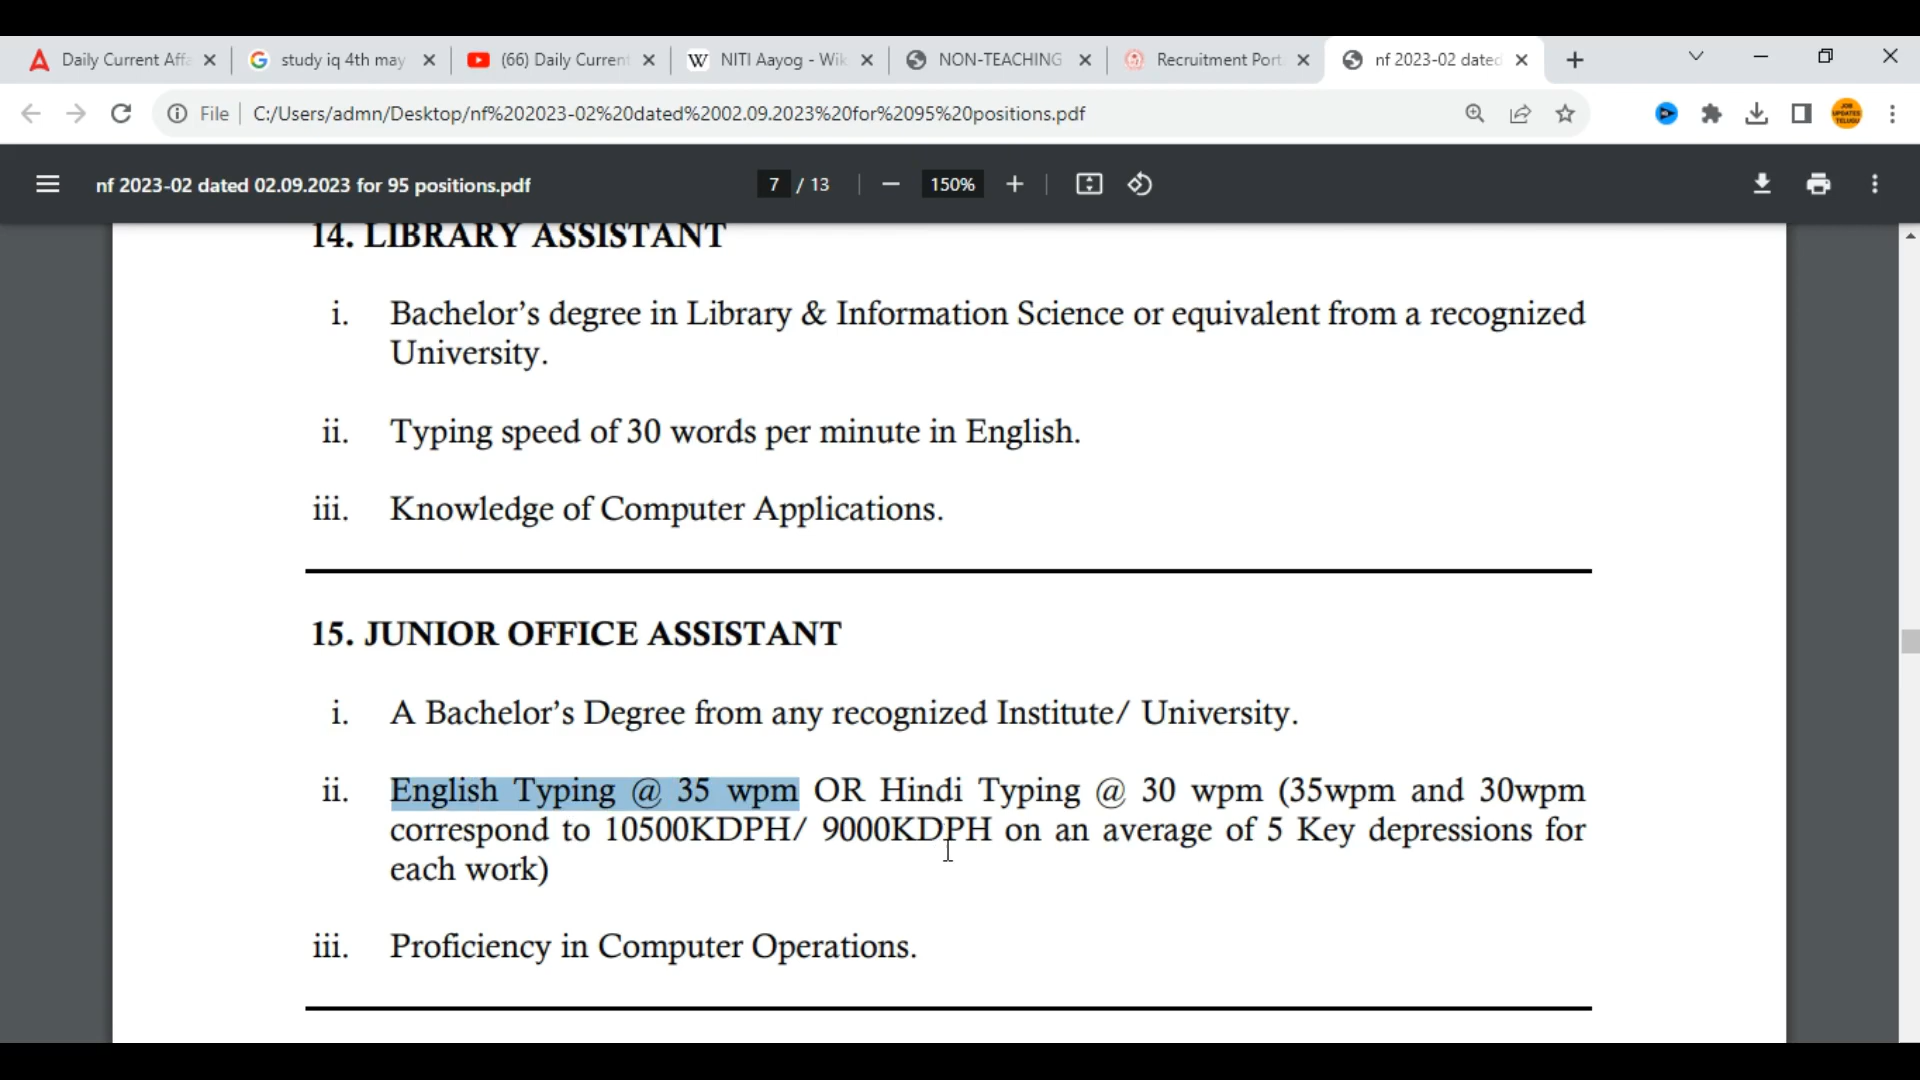 Daily Current Affa
study iq 4th may
(66) Daily Current
W NITI Aayog - Wik
NON-TEACHING
Recruitment Port
nf 2023-02 dated
File C:/Users/admn/Desktop/nf%202023-02%20dated%2002.09.2023%20for%2095%20positions.pdf
JOB UPDATES TELUGU
nf 2023-02 dated 02.09.2023 for 95 positions.pdf
7 / 13
150%
14. LIBRARY ASSISTANT
i. Bachelor’s degree in Library & Information Science or equivalent from a recognized
University.
ii. Typing speed of 30 words per minute in English.
iii. Knowledge of Computer Applications.
15. JUNIOR OFFICE ASSISTANT
i. A Bachelor’s Degree from any recognized Institute/ University.
ii. English Typing @ 35 wpm OR Hindi Typing @ 30 wpm (35wpm and 30wpm
correspond to 10500KDPH/ 9000KDPH on an average of 5 Key depressions for
each work)
iii. Proficiency in Computer Operations.